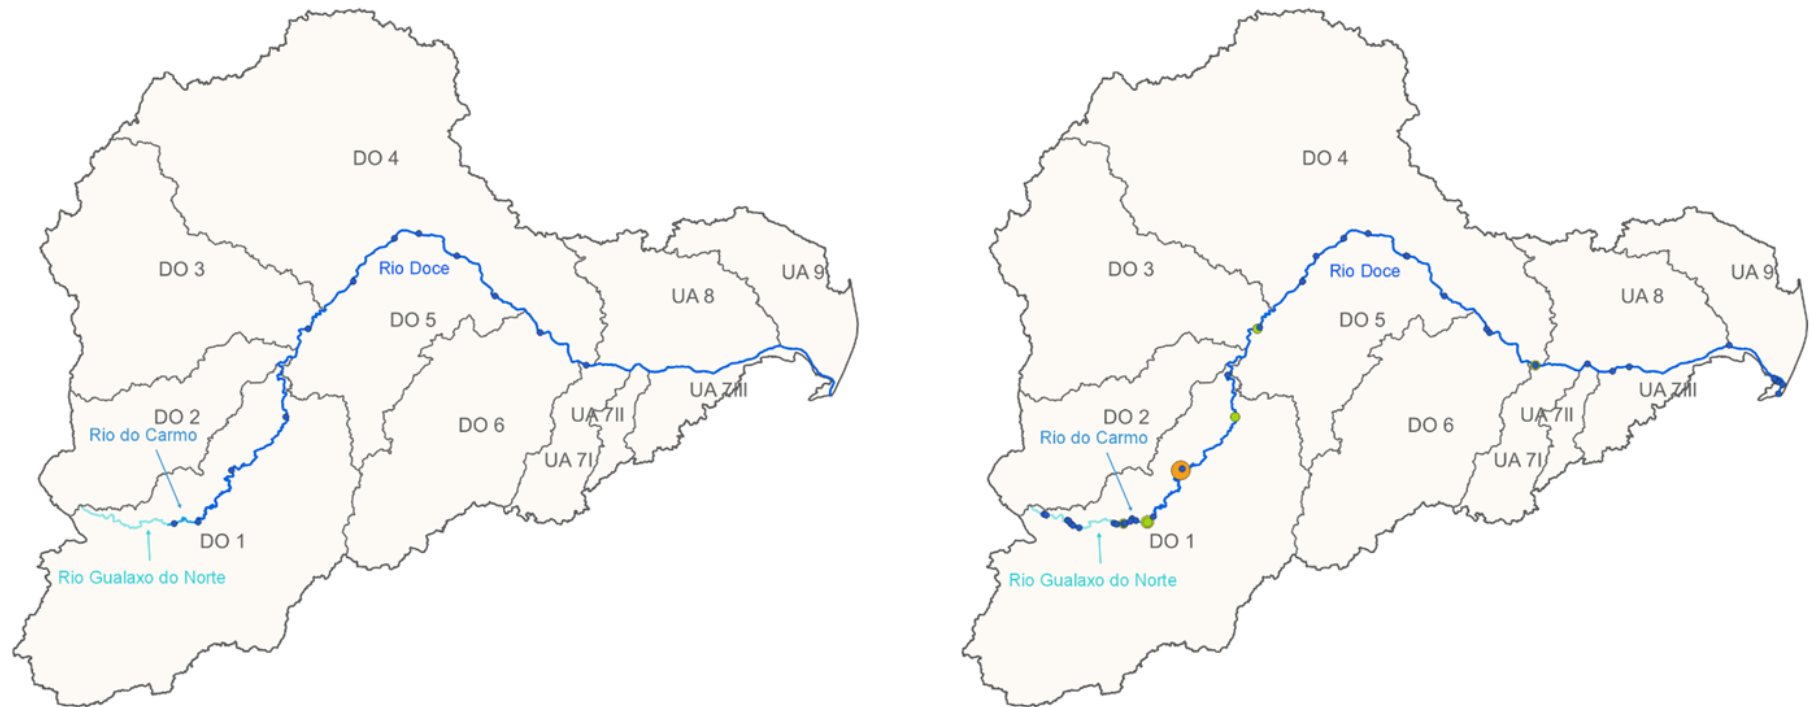 DO 4
DO 3
Rio Doce
UA 9
UA 8
DO 5
UA 7III
DO 2
UA 7II
Rio do Carmo
DO 6
UA 7I
DO 1
Rio Gualaxo do Norte
DO 4
DO 3
Rio Doce
UA 9
UA 8
DO 5
UA 7III
DO 2
UA 7II
Rio do Carmo
DO 6
UA 7I
DO 1
Rio Gualaxo do Norte